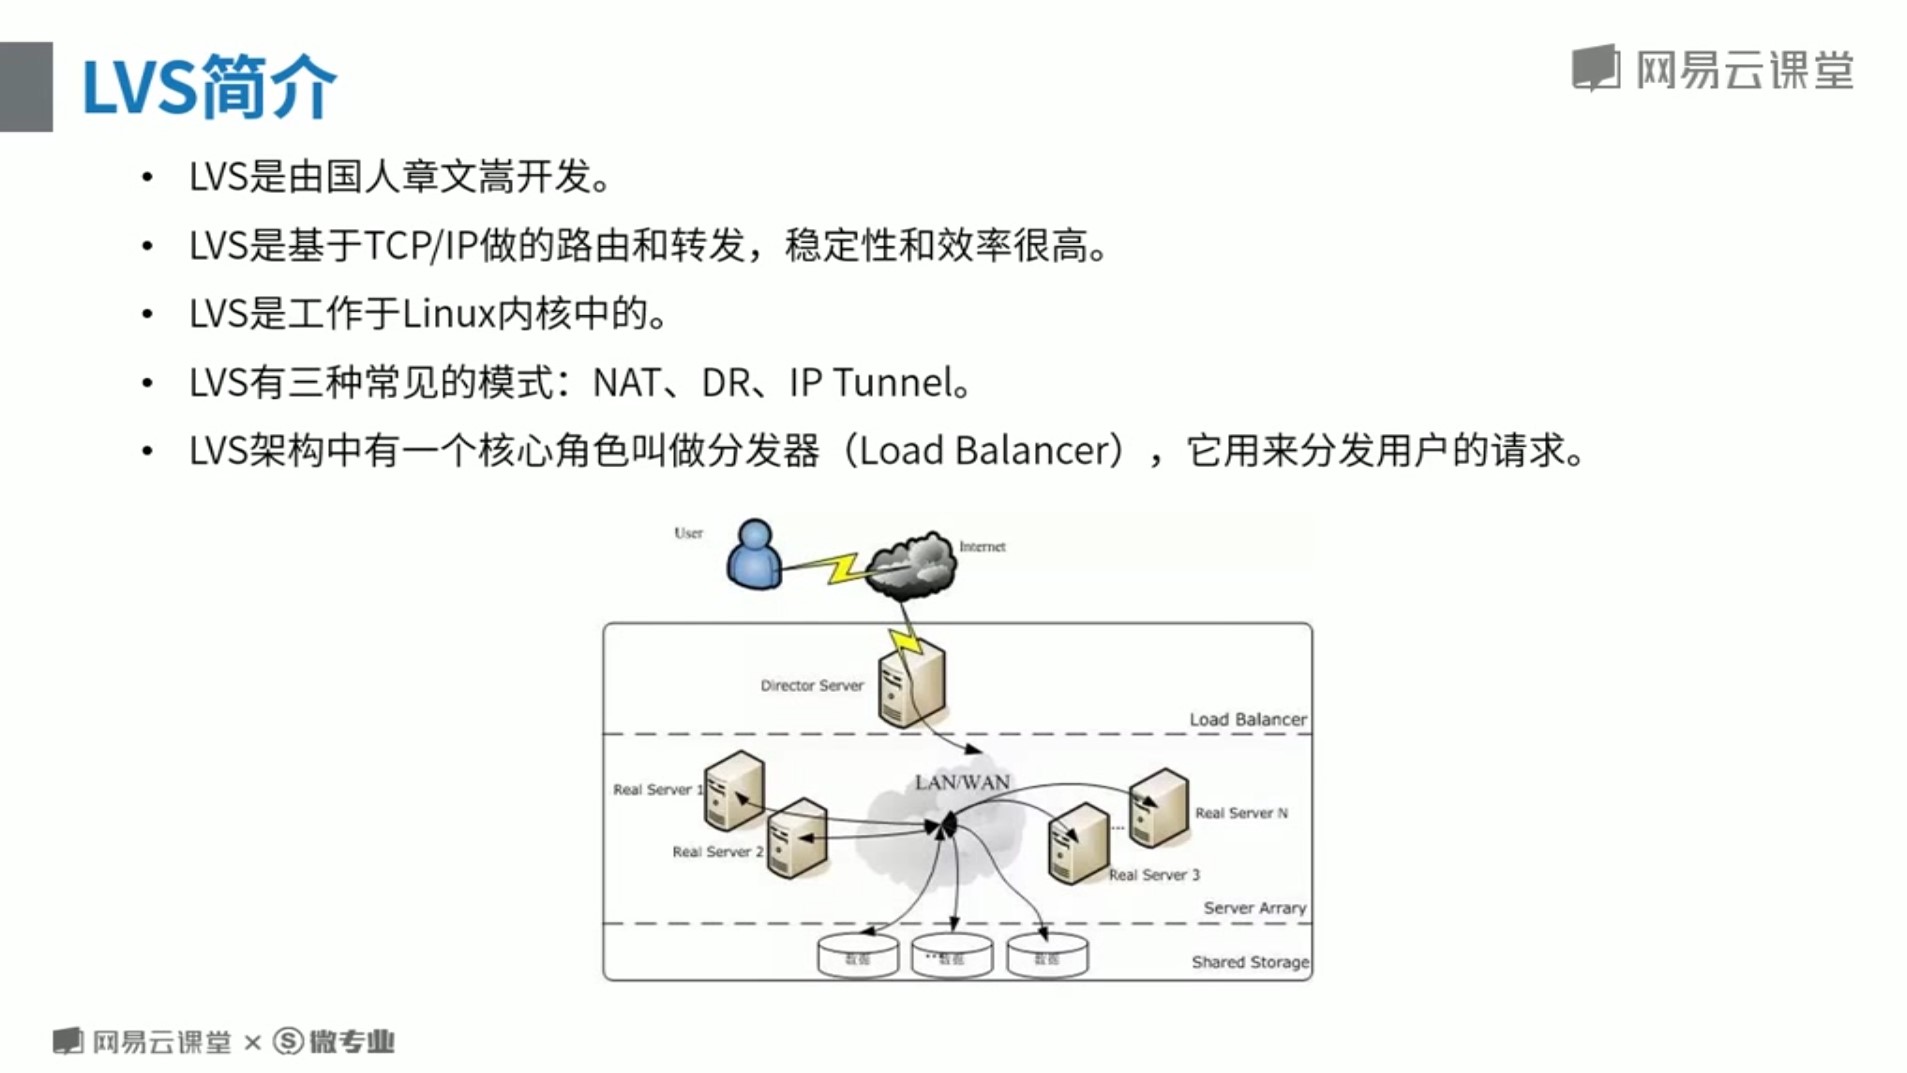 LVS简介
网易云课堂
LVS是由国人章文嵩开发。
LVS是基于TCP/IP做的路由和转发，稳定性和效率很高。
LVS是工作于Linux内核中的。
LVS有三种常见的模式：NAT、DR、IP Tunnel。
LVS架构中有一个核心角色叫做分发器（Load Balancer），它用来分发用户的请求。
User
Internet
Director Server
Load Balancer
LAN/WAN
Real Server 1
Real Server N
Real Server 2
Real Server 3
...
Server Arrary
数据
...数据
数据
Shared Storage
网易云课堂 × S 微专业